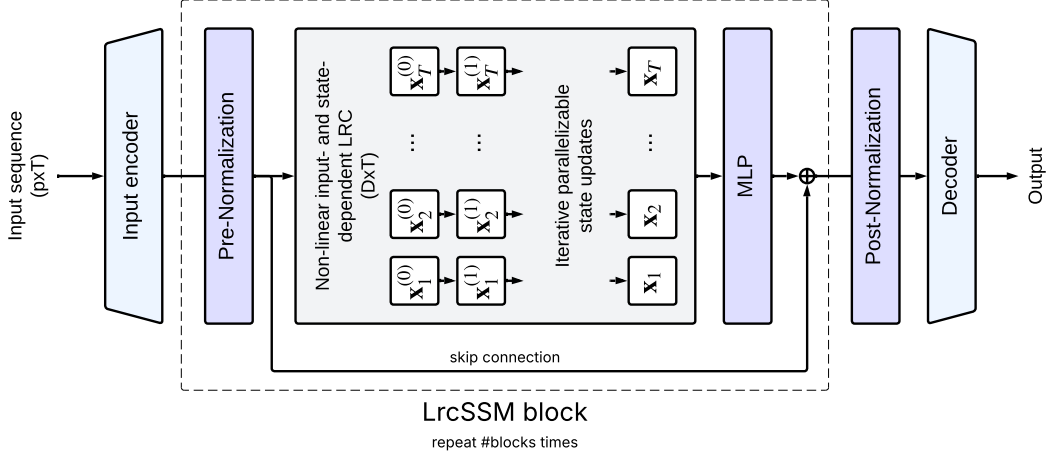 Input sequence
(pxT)
Input encoder
Pre-Normalization
Non-linear input- and state-
dependent LRC
(DxT)
x_T^(0)
x_T^(1)
x_T
...
...
...
x_2^(0)
x_2^(1)
x_2
x_1^(0)
x_1^(1)
x_1
Iterative parallelizable
state updates
MLP
Post-Normalization
Decoder
Output
skip connection
LrcSSM block
repeat #blocks times